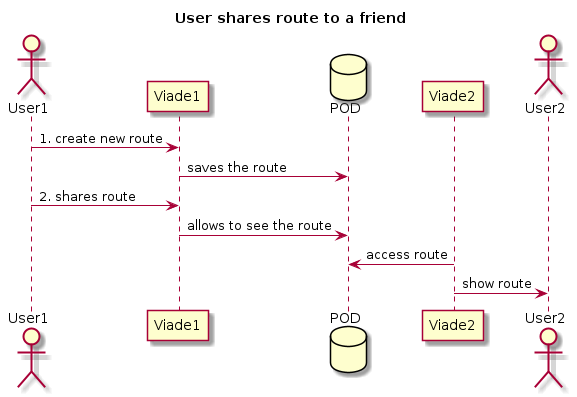 User shares route to a friend
User1
Viade1
POD
Viade2
User2
1. create new route
saves the route
2. shares route
allows to see the route
access route
show route
User1
Viade1
POD
Viade2
User2